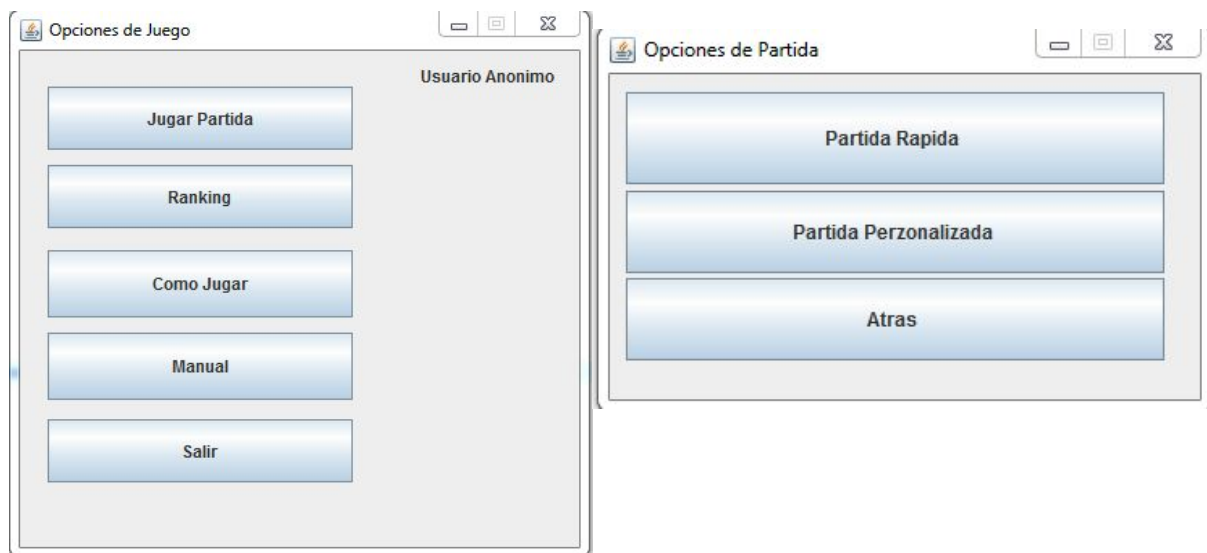 Opciones de Juego
Usuario Anonimo
Jugar Partida
Ranking
Como Jugar
Manual
Salir
Opciones de Partida
Partida Rapida
Partida Perzonalizada
Atras